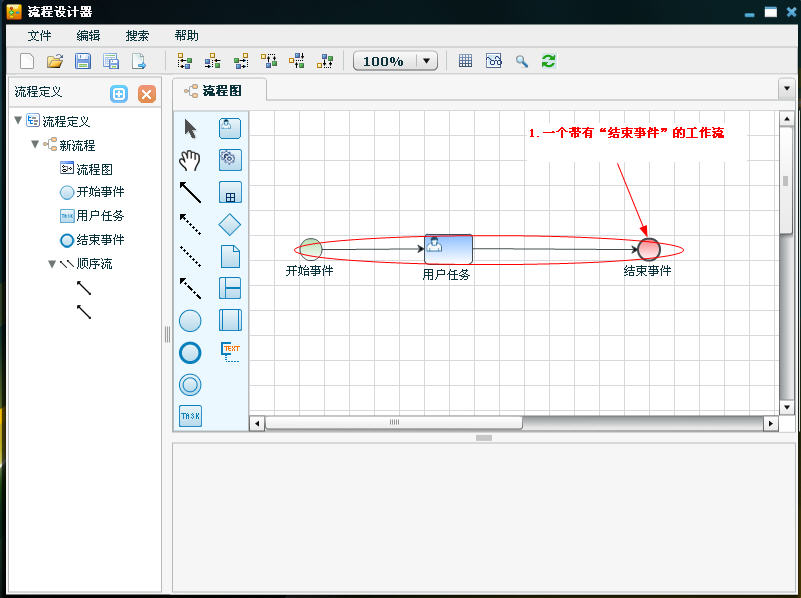 流程设计器
文件 编辑 搜索 帮助
100%
流程定义
流程图
流程定义
新流程
流程图
开始事件
TASK 用户任务
结束事件
顺序流
TEXT
TASK
1.一个带有“结束事件”的工作流
开始事件
用户任务
结束事件